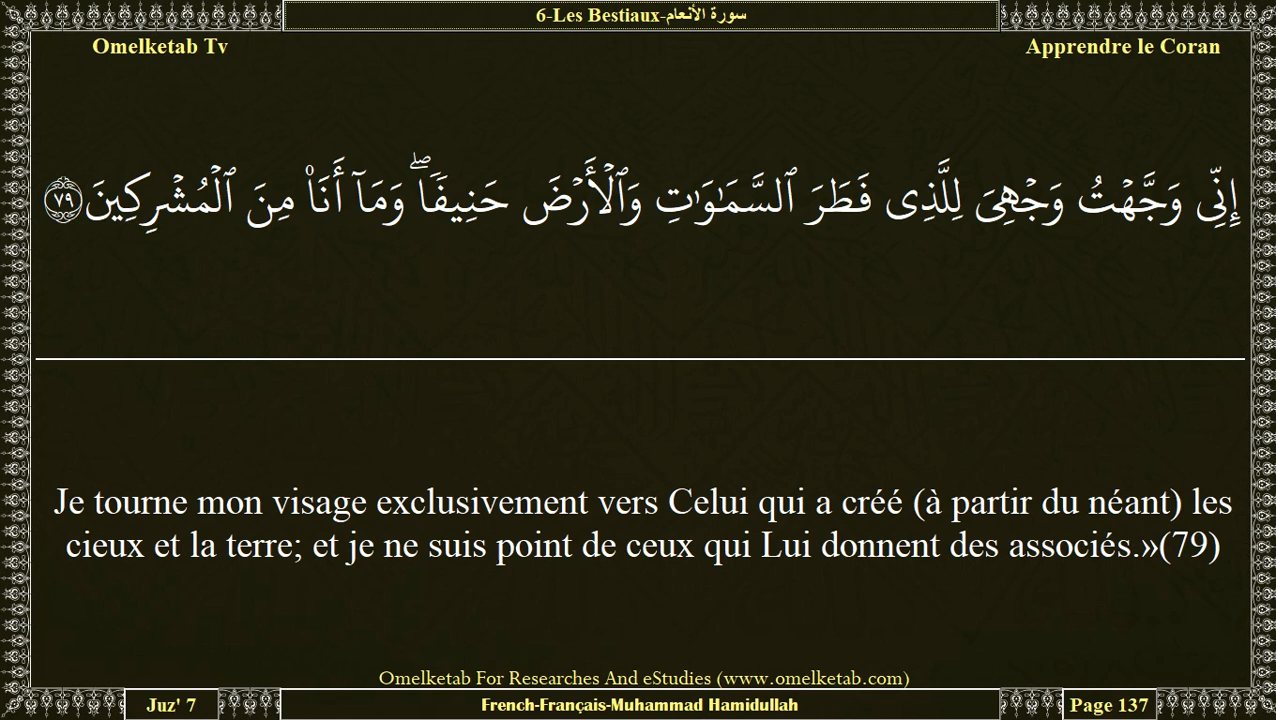 6-Les Bestiaux-سورة الأنعام
Omelketab Tv
Apprendre le Coran
إِنِّى وَجَّهْتُ وَجْهِىَ لِلَّذِى فَطَرَ ٱلسَّمَـٰوَٰتِ وَٱلْأَرْضَ حَنِيفًۭا ۖ وَمَآ أَنَا۠ مِنَ ٱلْمُشْرِكِينَ ﴿٧٩﴾
Je tourne mon visage exclusivement vers Celui qui a créé (à partir du néant) les
cieux et la terre; et je ne suis point de ceux qui Lui donnent des associés.»(79)
Omelketab For Researches And eStudies (www.omelketab.com)
Juz' 7
French-Français-Muhammad Hamidullah
Page 137